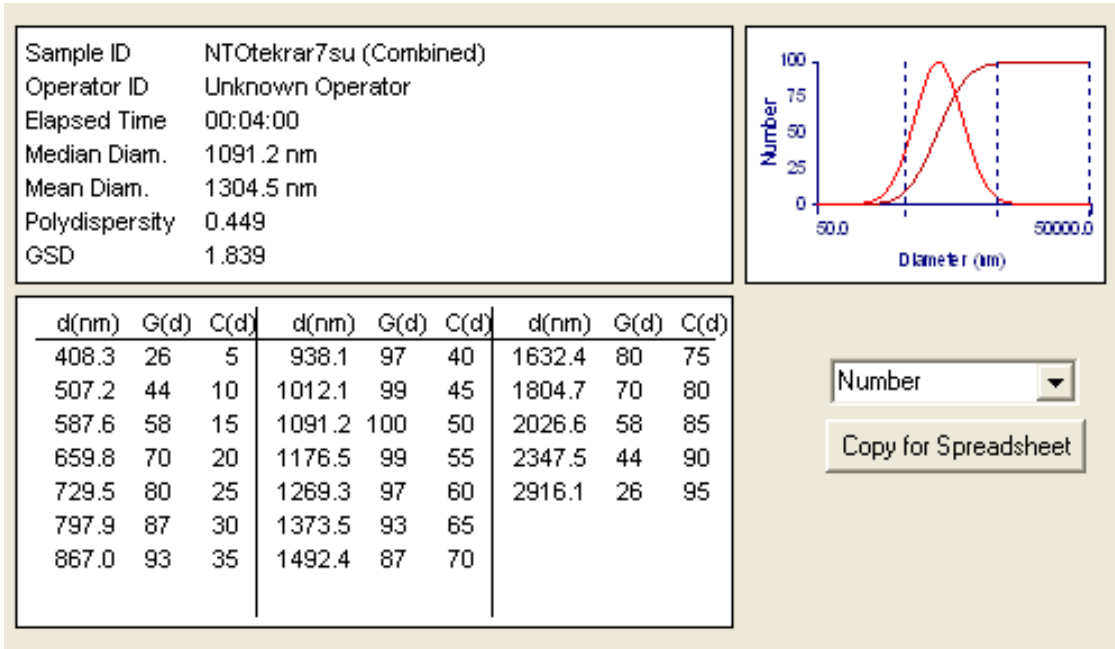 Sample ID NTOtekrar7su (Combined)
Operator ID Unknown Operator
Elapsed Time 00:04:00
Median Diam. 1091.2 nm
Mean Diam. 1304.5 nm
Polydispersity 0.449
GSD 1.839
100
75
50
25
0
Number
50.0 50000.0
Diameter (nm)
d(nm) G(d) C(d) d(nm) G(d) C(d) d(nm) G(d) C(d)
408.3 26 5 938.1 97 40 1632.4 80 75
507.2 44 10 1012.1 99 45 1804.7 70 80
587.6 58 15 1091.2 100 50 2026.6 58 85
659.8 70 20 1176.5 99 55 2347.5 44 90
729.5 80 25 1269.3 97 60 2916.1 26 95
797.9 87 30 1373.5 93 65
867.0 93 35 1492.4 87 70
Number
Copy for Spreadsheet